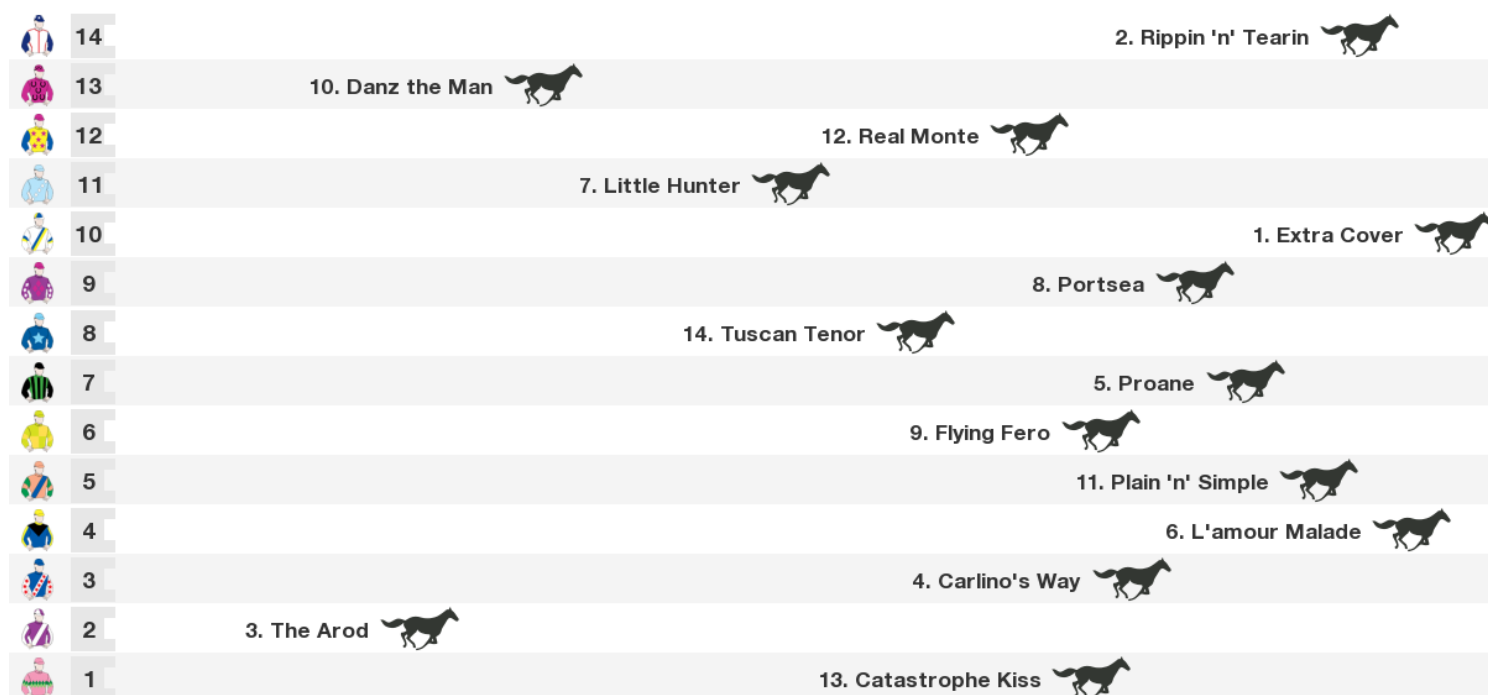 14 2. Rippin 'n' Tearin
13 10. Danz the Man
12 12. Real Monte
11 7. Little Hunter
10 1. Extra Cover
9 8. Portsea
8 14. Tuscan Tenor
7 5. Proane
6 9. Flying Fero
5 11. Plain 'n' Simple
4 6. L'amour Malade
3 4. Carlino's Way
2 3. The Arod
1 13. Catastrophe Kiss